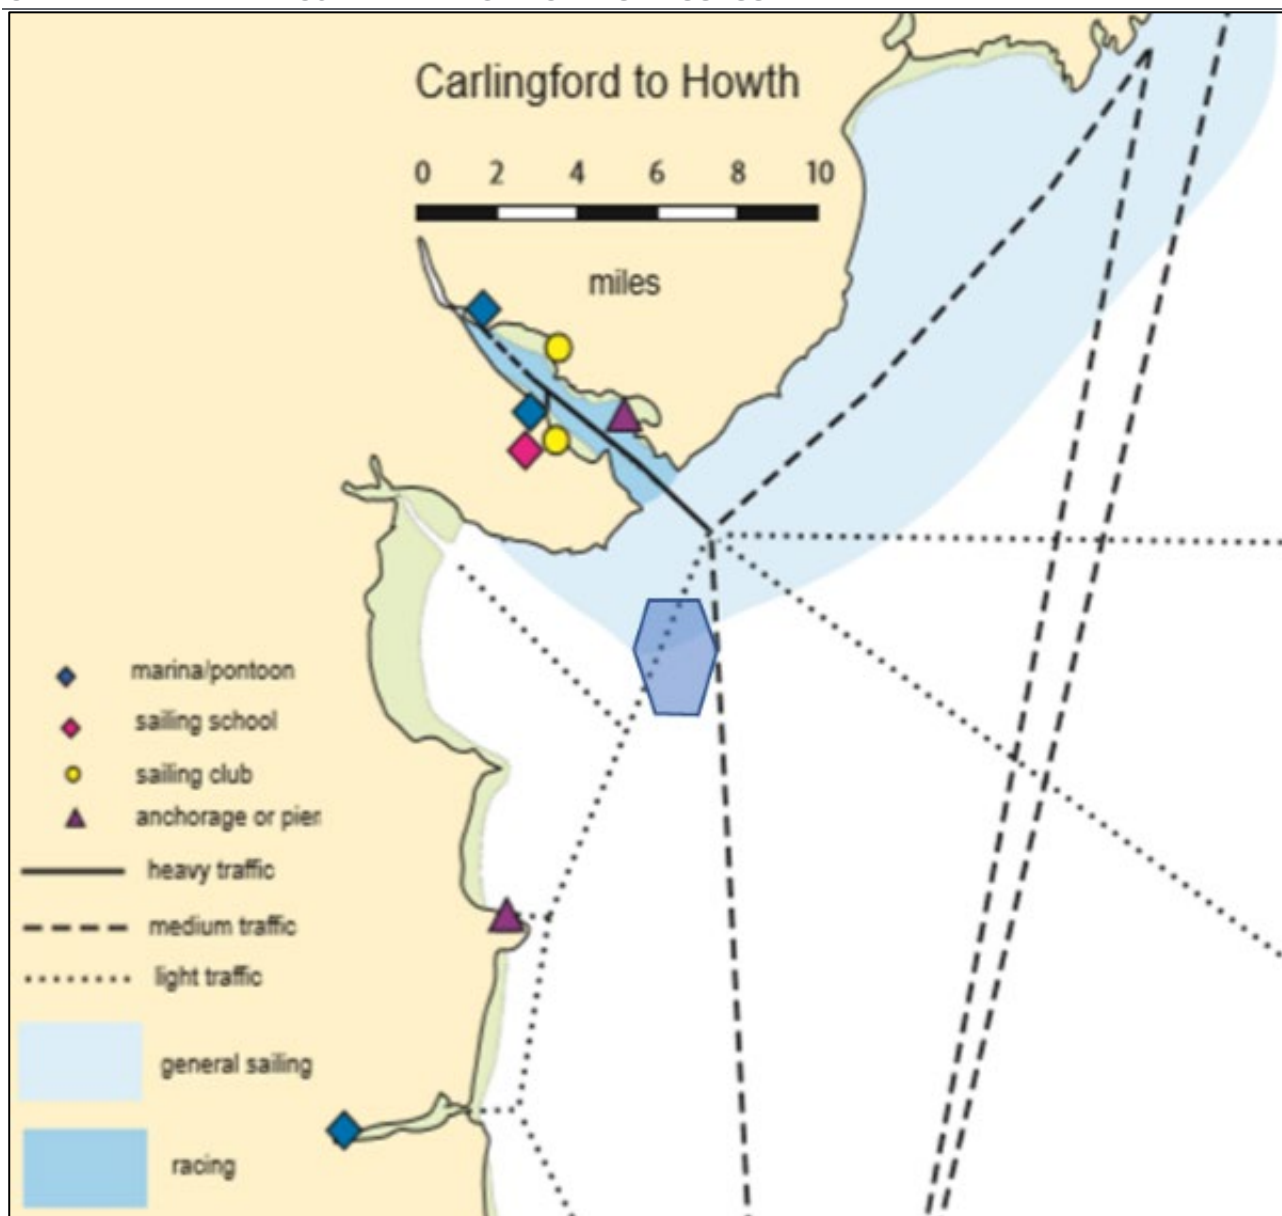 Carlingford to Howth
0 2 4 6 8 10
miles
marina/pontoon
sailing school
sailing club
anchorage or pier
heavy traffic
medium traffic
light traffic
general sailing
racing